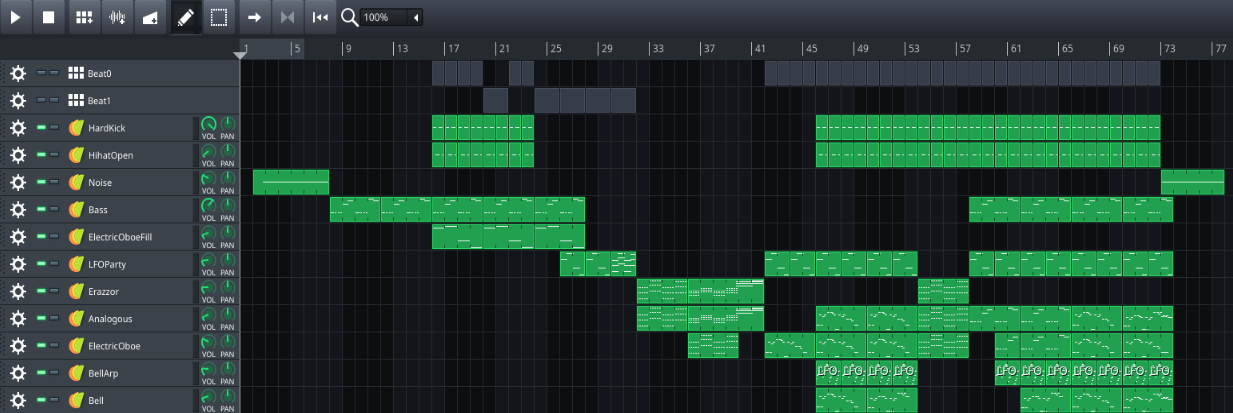 100%
1 5 9 13 17 21 25 29 33 37 41 45 49 53 57 61 65 69 73 77
Beat0
Beat1
HardKick VOL PAN
HihatOpen VOL PAN
Noise VOL PAN
Bass VOL PAN
ElectricOboeFill VOL PAN
LFOParty VOL PAN
Erazzor VOL PAN
Analogous VOL PAN
ElectricOboe VOL PAN
BellArp VOL PAN LFO LFO LFO LFO LFO LFO LFO LFO LFO LFO LFO
Bell VOL PAN